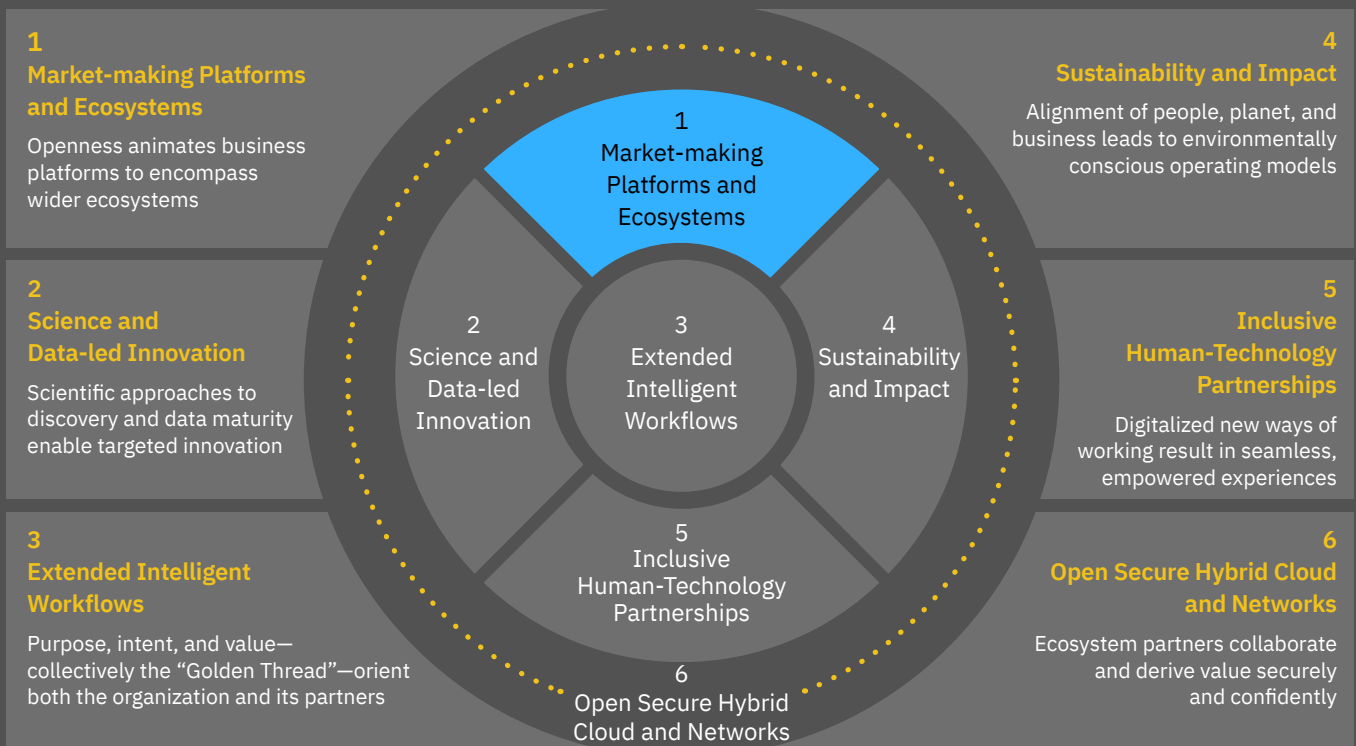 1
Market-making Platforms
and Ecosystems
Openness animates business
platforms to encompass
wider ecosystems
2
Science and
Data-led Innovation
Scientific approaches to
discovery and data maturity
enable targeted innovation
3
Extended Intelligent
Workflows
Purpose, intent, and value—
collectively the “Golden Thread”—orient
both the organization and its partners
1
Market-making
Platforms and
Ecosystems
2
Science and
Data-led
Innovation
3
Extended
Intelligent
Workflows
4
Sustainability
and Impact
5
Inclusive
Human-Technology
Partnerships
6
Open Secure Hybrid
Cloud and Networks
4
Sustainability and Impact
Alignment of people, planet, and
business leads to environmentally
conscious operating models
5
Inclusive
Human-Technology
Partnerships
Digitalized new ways of
working result in seamless,
empowered experiences
6
Open Secure Hybrid Cloud
and Networks
Ecosystem partners collaborate
and derive value securely
and confidently